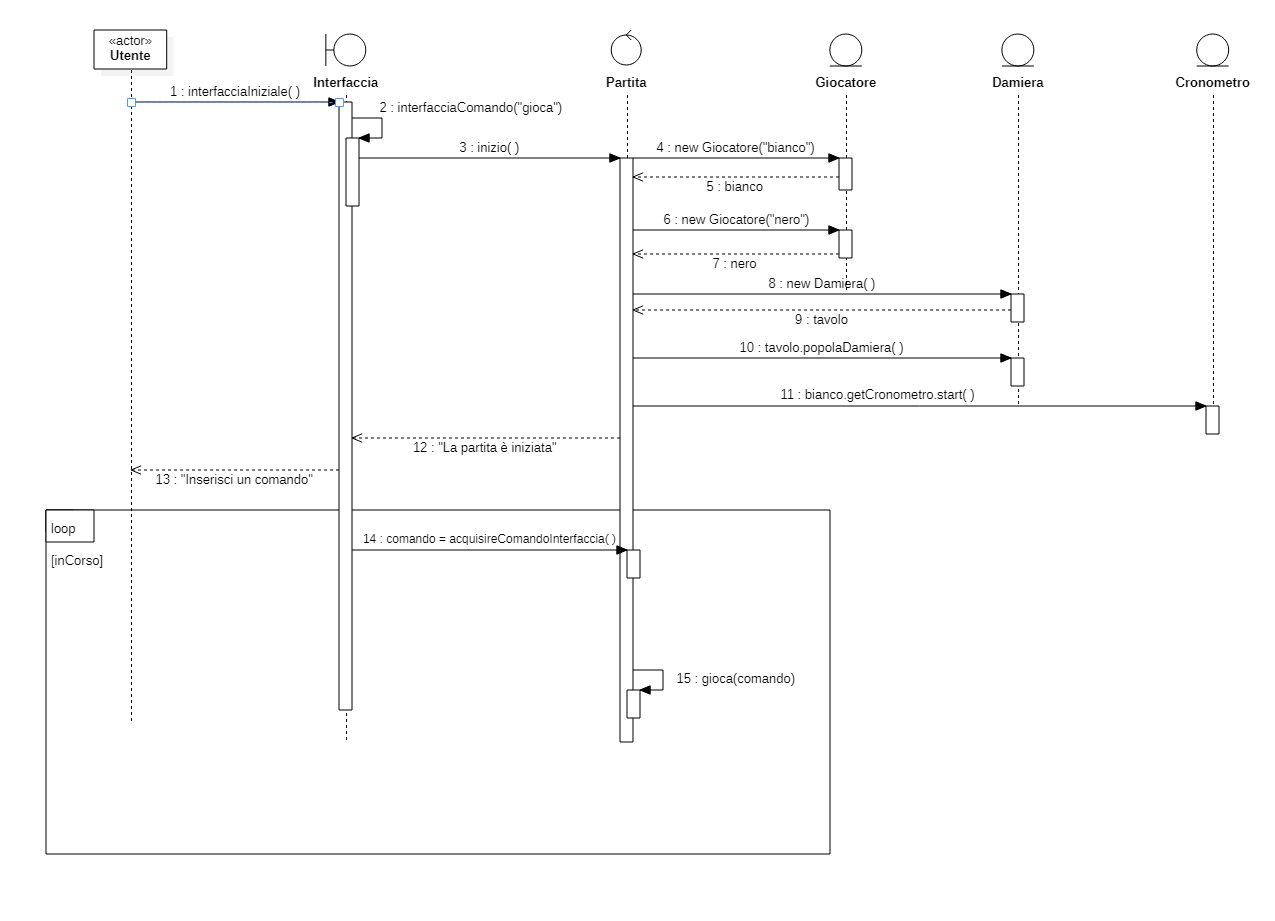 «actor»
Utente
Interfaccia
Partita
Giocatore
Damiera
Cronometro
1 : interfacciaIniziale( )
2 : interfacciaComando("gioca")
3 : inizio( )
4 : new Giocatore("bianco")
5 : bianco
6 : new Giocatore("nero")
7 : nero
8 : new Damiera( )
9 : tavolo
10 : tavolo.popolaDamiera( )
11 : bianco.getCronometro.start( )
12 : "La partita è iniziata"
13 : "Inserisci un comando"
loop
14 : comando = acquisireComandoInterfaccia( )
[inCorso]
15 : gioca(comando)